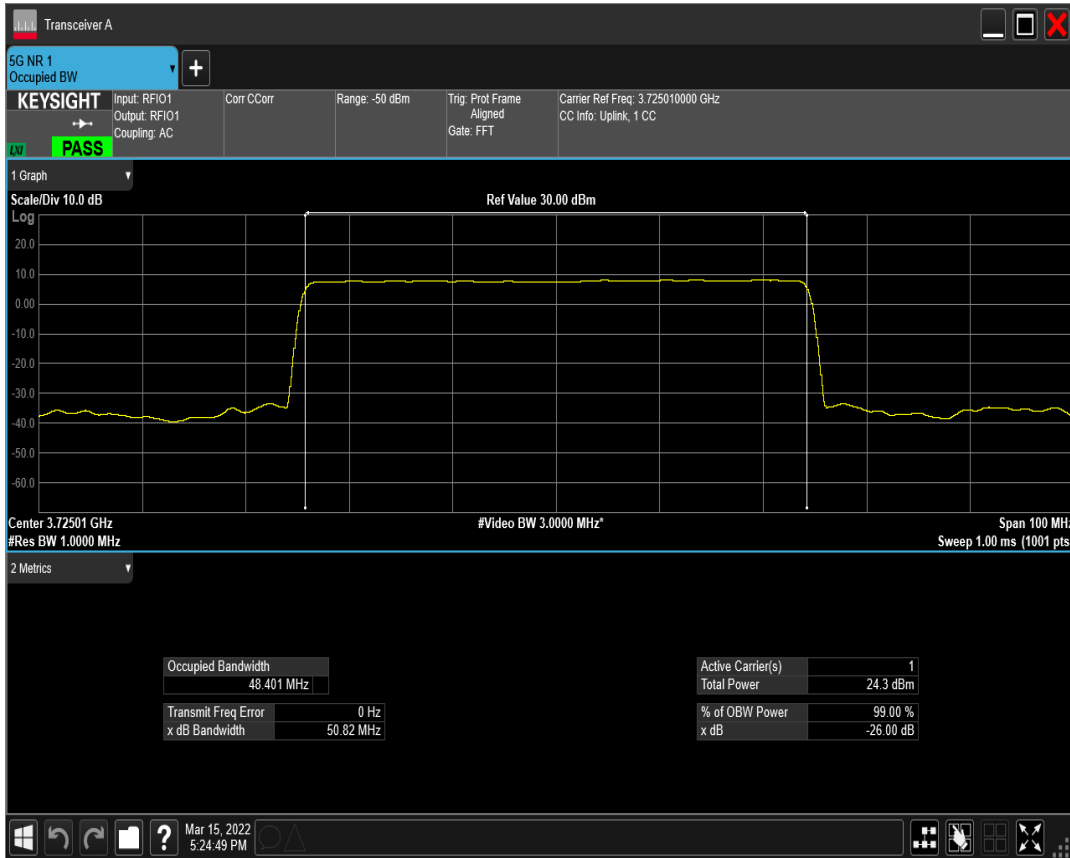 Transceiver A
5G NR 1
Occupied BW
+
KEYSIGHT
LXI
PASS
Input: RFIO1
Output: RFIO1
Coupling: AC
Corr CCorr
Range: -50 dBm
Trig: Prot Frame
Aligned
Gate: FFT
Carrier Ref Freq: 3.725010000 GHz
CC Info: Uplink, 1 CC
1 Graph
Scale/Div 10.0 dB
Ref Value 30.00 dBm
Log
20.0
10.0
0.00
-10.0
-20.0
-30.0
-40.0
-50.0
-60.0
Center 3.72501 GHz
#Video BW 3.0000 MHz*
Span 100 MHz
#Res BW 1.0000 MHz
Sweep 1.00 ms (1001 pts
2 Metrics
Occupied Bandwidth
48.401 MHz
Transmit Freq Error 0 Hz
x dB Bandwidth 50.82 MHz
Active Carrier(s) 1
Total Power 24.3 dBm
% of OBW Power 99.00 %
x dB -26.00 dB
?
Mar 15, 2022
5:24:49 PM